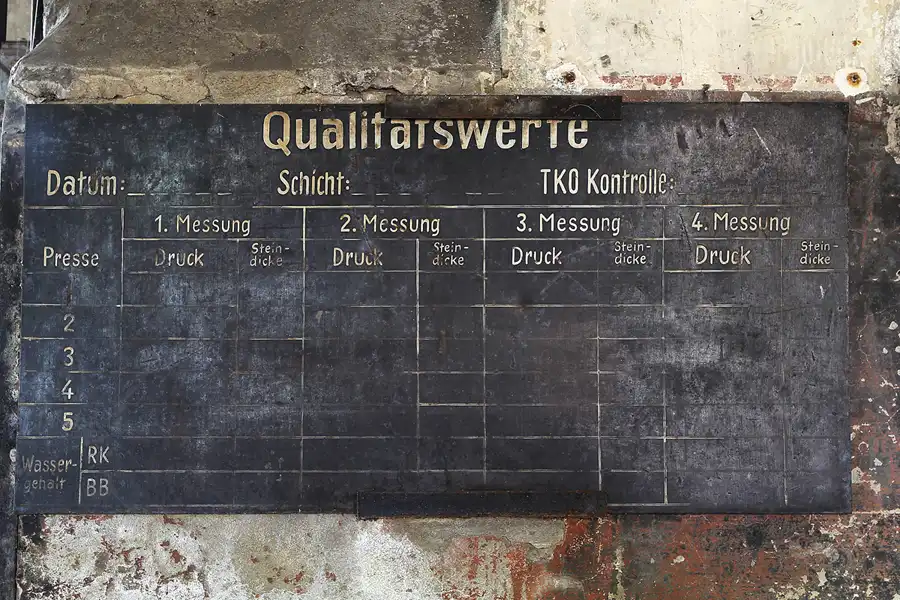 Qualitätswerte
Datum: Schicht: TKO Kontrolle:
1. Messung 2. Messung 3. Messung 4. Messung
Presse Druck Stein- Druck Stein- Druck Stein- Druck Stein-
dicke dicke dicke dicke
1
2
3
4
5
Wasser- RK
gehalt BB